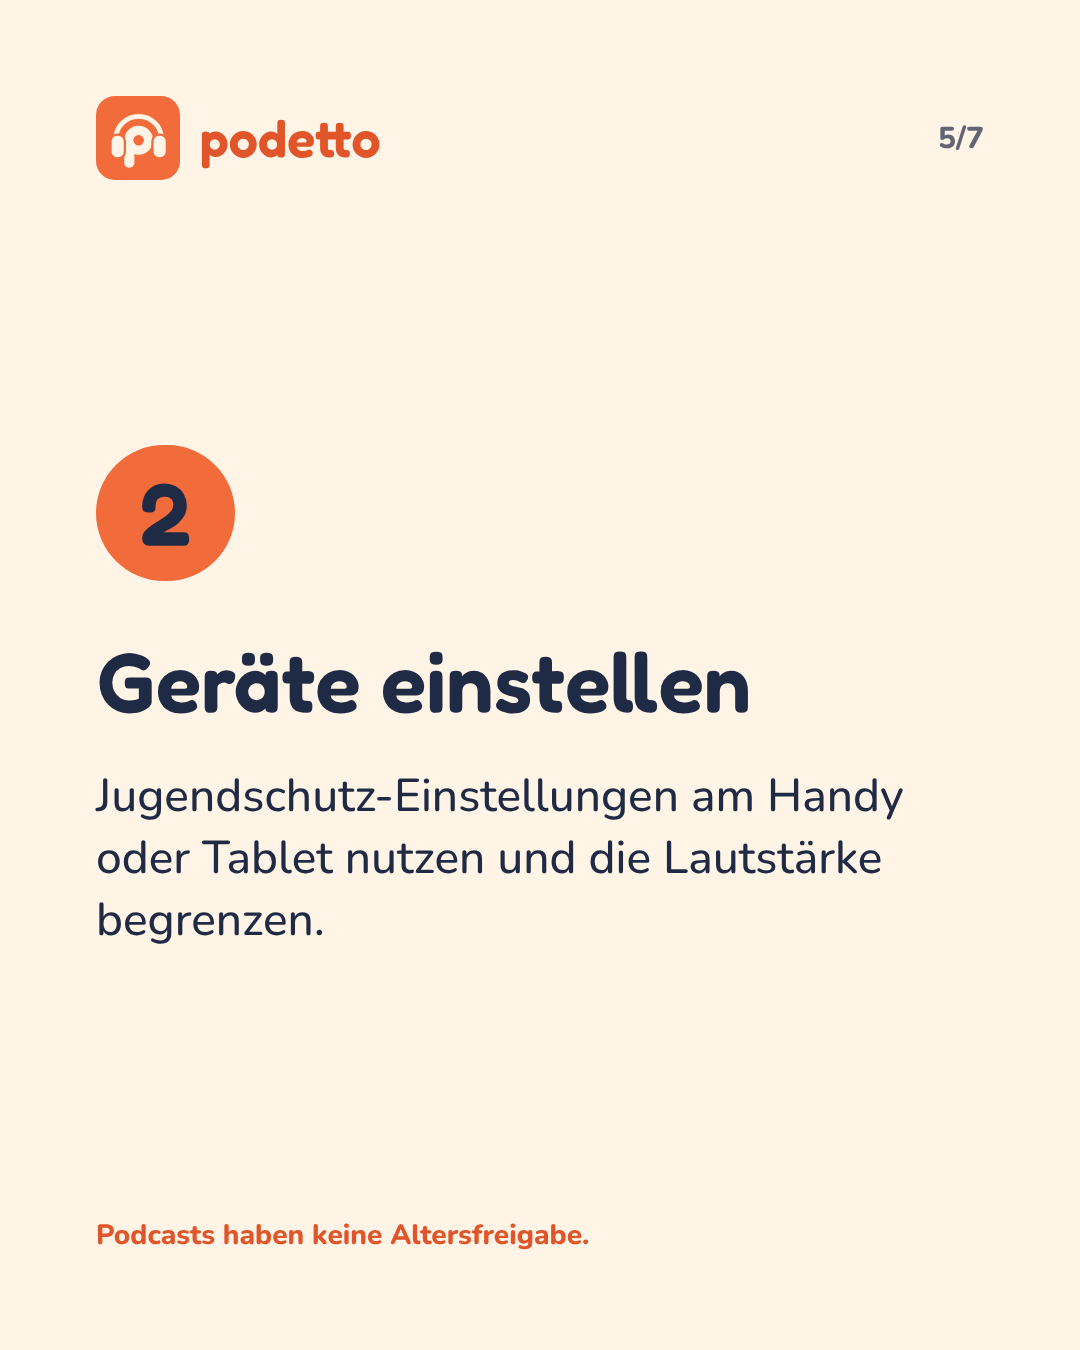 podetto
5/7
2
Geräte einstellen
Jugendschutz-Einstellungen am Handy
oder Tablet nutzen und die Lautstärke
begrenzen.
Podcasts haben keine Altersfreigabe.